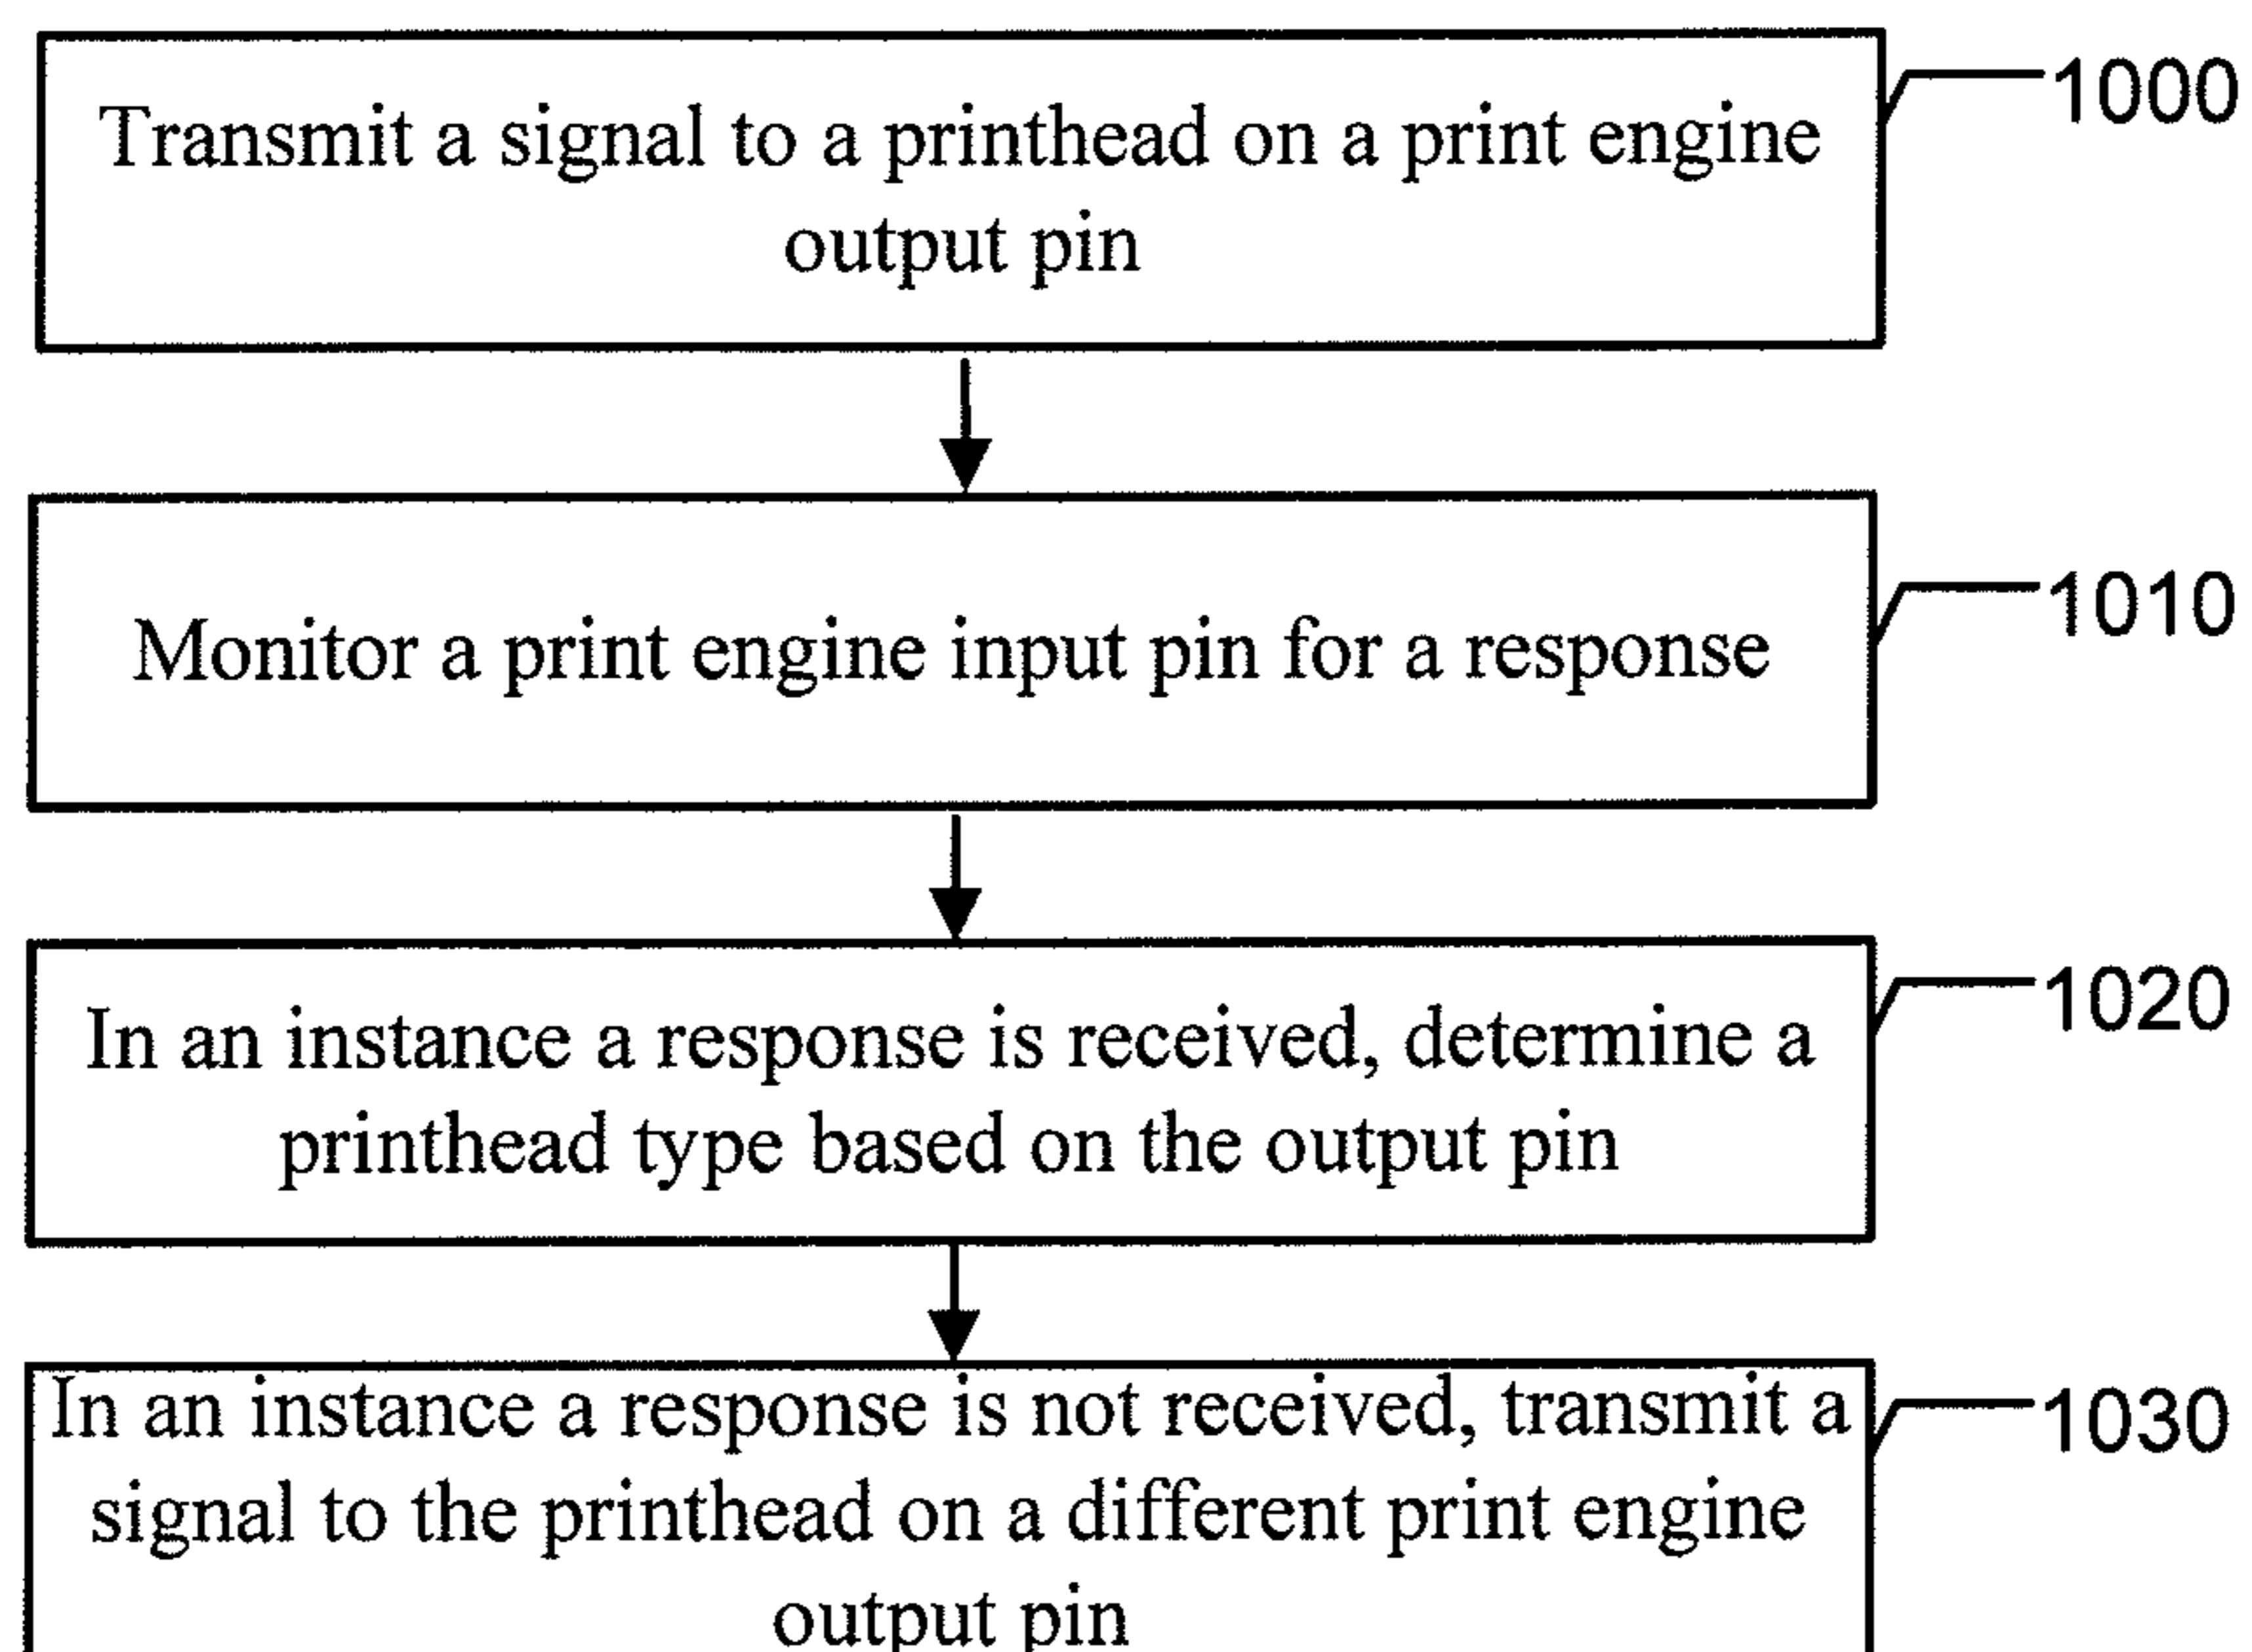 Transmit a signal to a printhead on a print engine
output pin
1000
Monitor a print engine input pin for a response
1010
In an instance a response is received, determine a
printhead type based on the output pin
1020
In an instance a response is not received, transmit a
signal to the printhead on a different print engine
output pin
1030